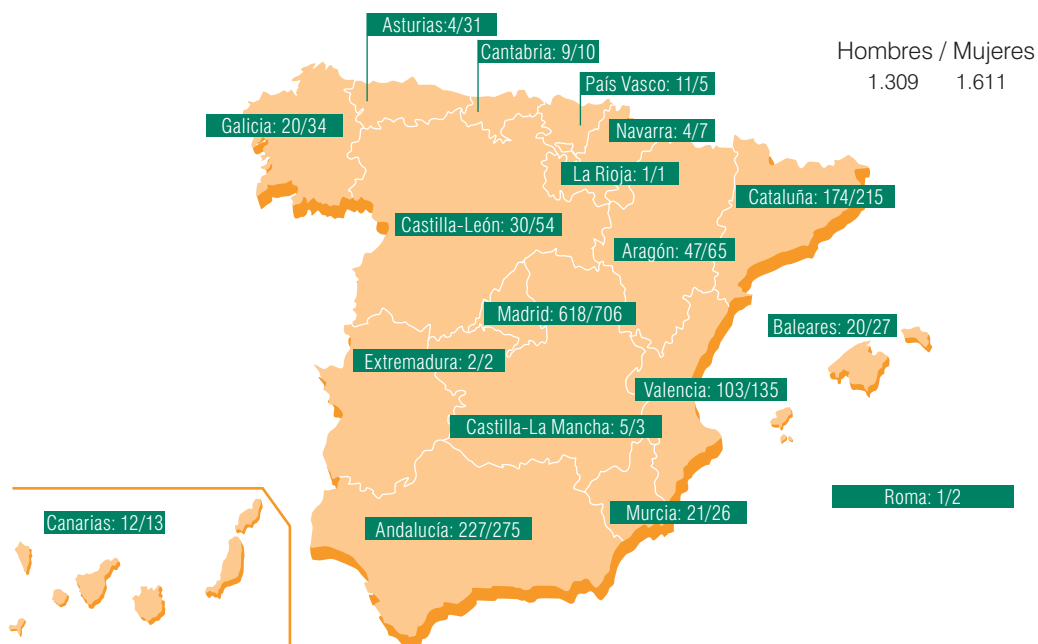 Asturias:4/31
Cantabria: 9/10
Hombres / Mujeres
1.309 1.611
País Vasco: 11/5
Galicia: 20/34
Navarra: 4/7
La Rioja: 1/1
Cataluña: 174/215
Castilla-León: 30/54
Aragón: 47/65
Madrid: 618/706
Baleares: 20/27
Extremadura: 2/2
Valencia: 103/135
Castilla-La Mancha: 5/3
Roma: 1/2
Murcia: 21/26
Canarias: 12/13
Andalucía: 227/275